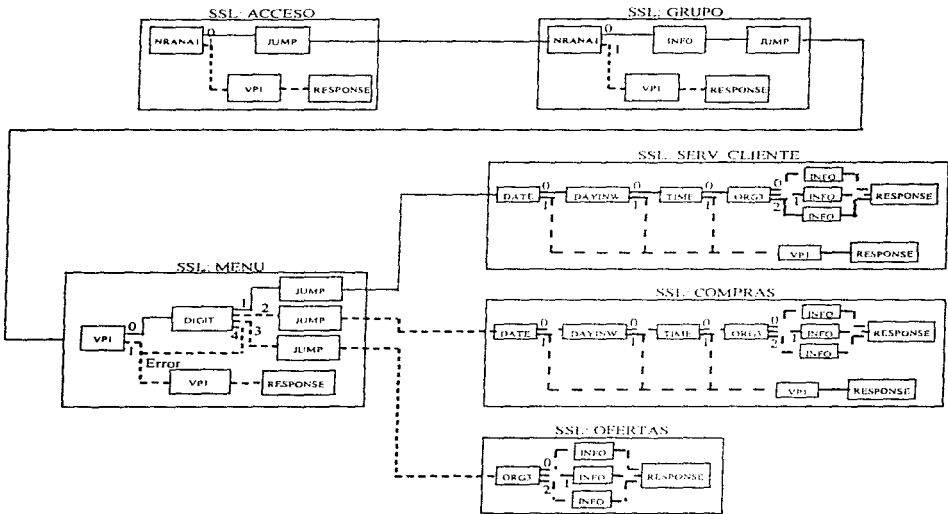 SSL: ACCESO
NRANA1
0
JUMP
VPI
RESPONSE
SSL: GRUPO
NRANA1
0
1
INFO
JUMP
VPI
RESPONSE
SSL: SERV_CLIENTE
DATE
0
1
DAYINW
0
1
TIME
0
1
ORG3
0
1
2
INFO
INFO
INFO
RESPONSE
VPI
RESPONSE
SSL: MENU
VPI
0
1
DIGIT
1
2
3
4
JUMP
JUMP
JUMP
Error
VPI
RESPONSE
SSL: COMPRAS
DATE
0
1
DAYINW
0
1
TIME
0
1
ORG3
0
1
2
INFO
INFO
INFO
RESPONSE
VPI
RESPONSE
SSL: OFERTAS
ORG3
0
1
2
INFO
INFO
INFO
RESPONSE